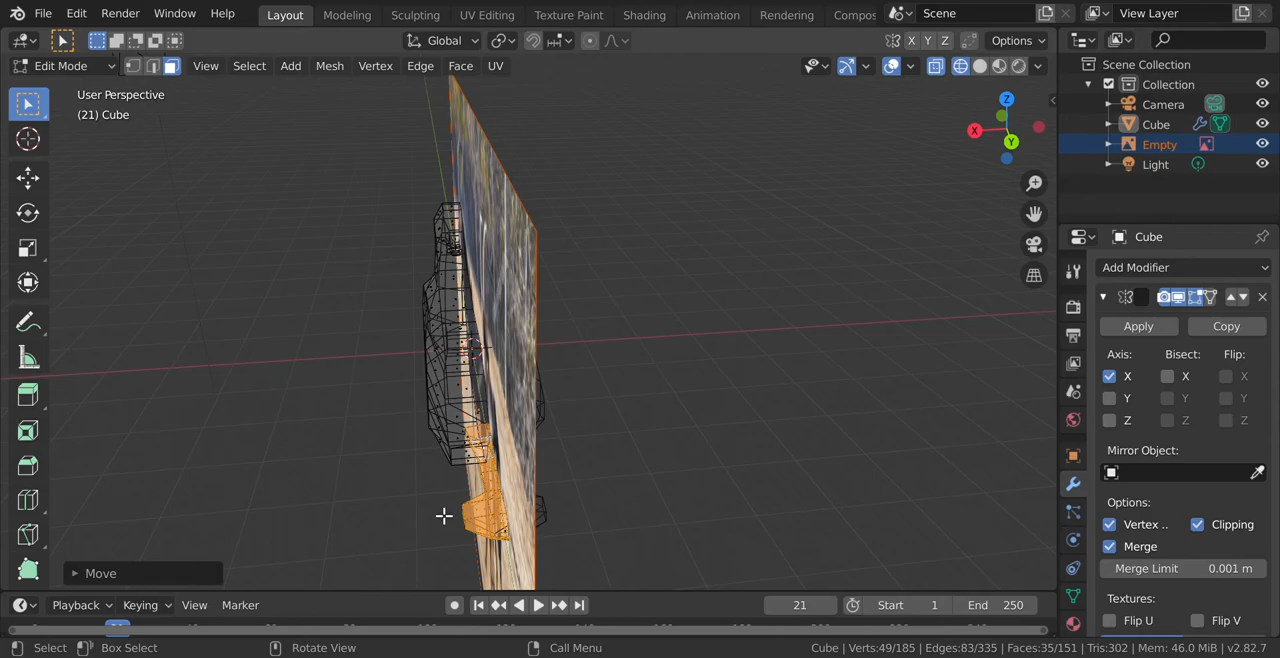 File Edit Render Window Help Layout Modeling Sculpting UV Editing Texture Paint Shading Animation Rendering Compos Scene View Layer
Global X Y Z Options
Edit Mode View Select Add Mesh Vertex Edge Face UV
User Perspective
(21) Cube
Z
X
Y
Move
Scene Collection
Collection
Camera
Cube
Empty
Light
Cube
Add Modifier
Apply Copy
Axis: Bisect: Flip:
X X X
Y Y Y
Z Z Z
Mirror Object:
Options:
Vertex .. Clipping
Merge
Merge Limit 0.001 m
Textures:
Flip U Flip V
Playback Keying View Marker 21 Start 1 End 250
Select Box Select Rotate View Call Menu Cube | Verts:49/185 | Edges:83/335 | Faces:35/151 | Tris:302 | Mem: 46.0 MiB | v2.82.7